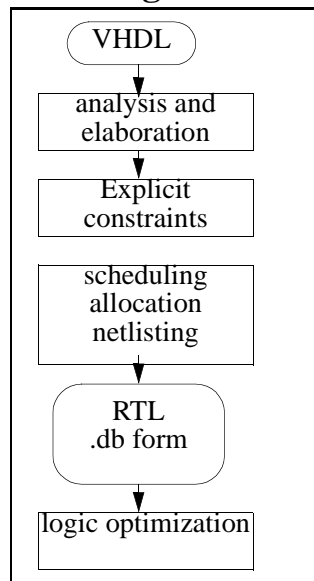 VHDL
analysis and
elaboration
Explicit
constraints
scheduling
allocation
netlisting
RTL
.db form
logic optimization